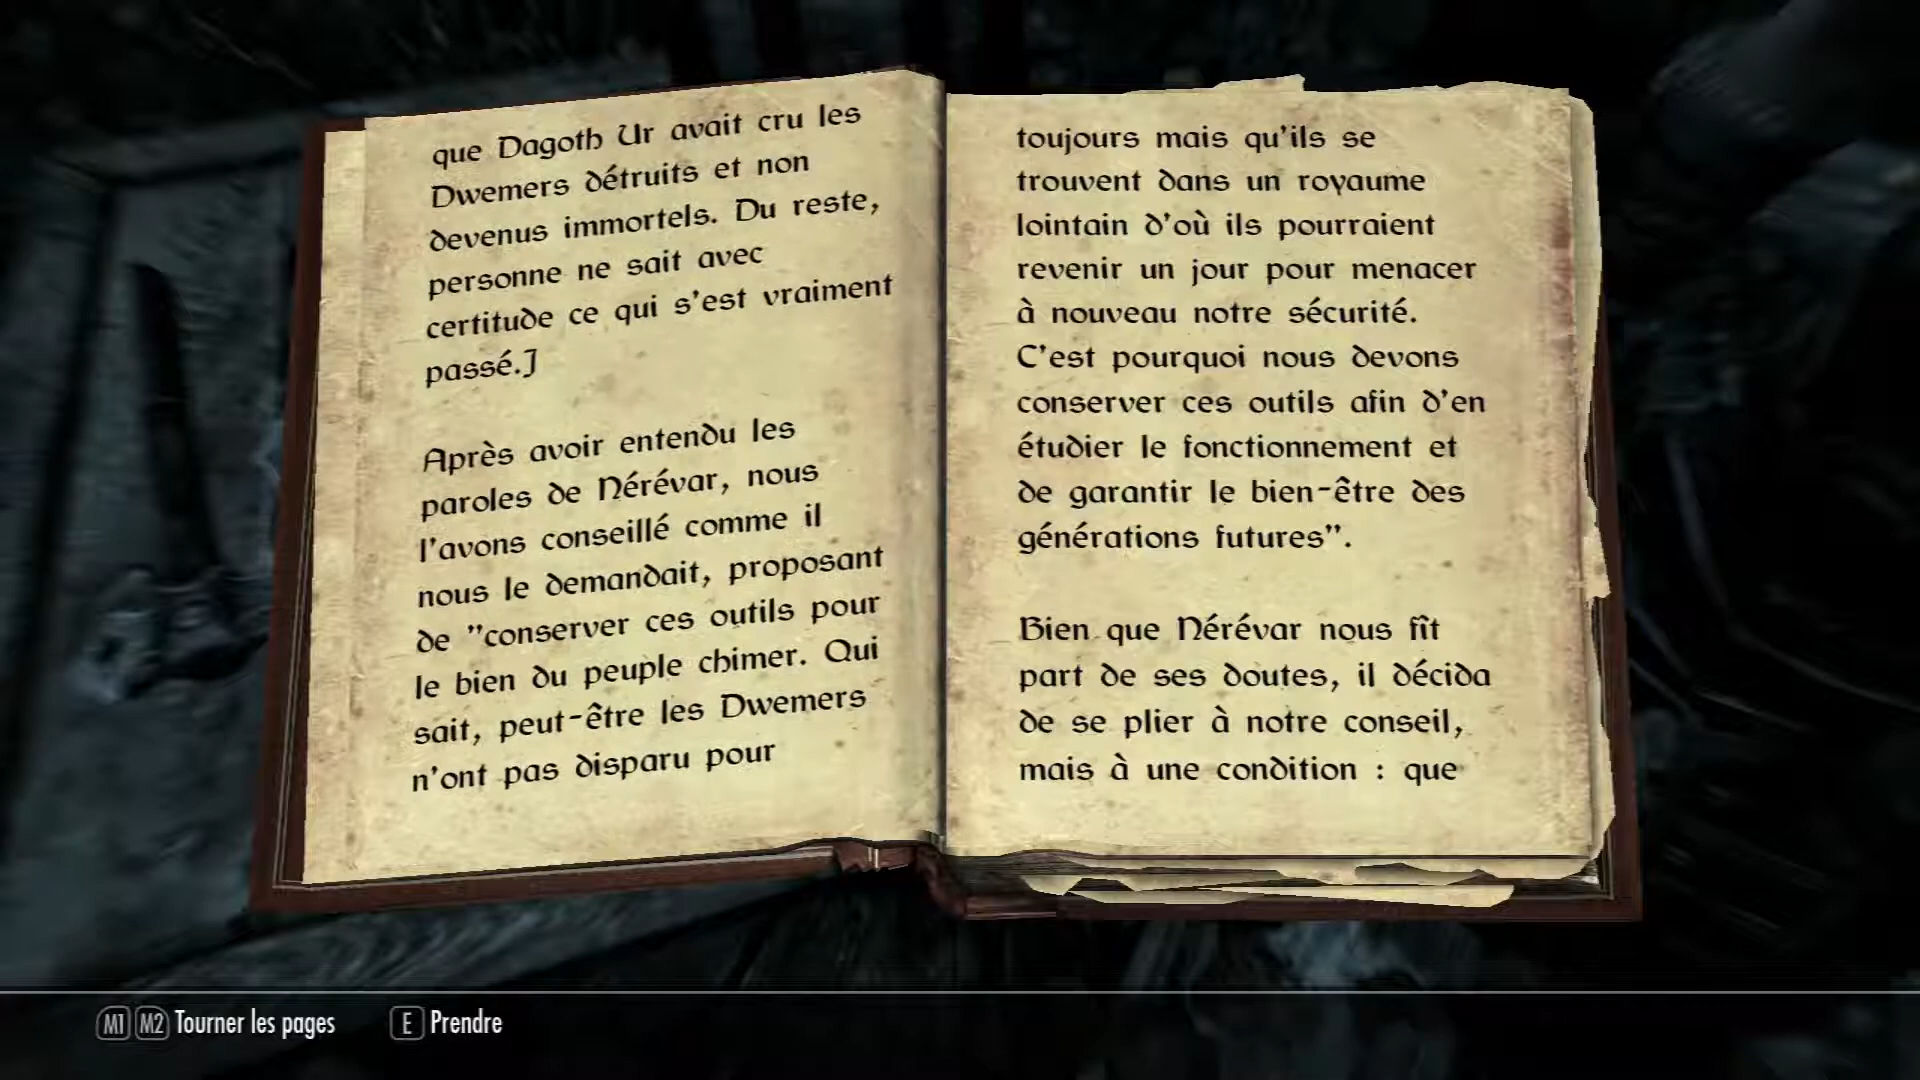 que Dagoth Ur avait cru les
Dwemers détruits et non
devenus immortels. Du reste,
personne ne sait avec
certitude ce qui s'est vraiment
passé.]
Après avoir entendu les
paroles de Nérévar, nous
l'avons conseillé comme il
nous le demandait, proposant
de "conserver ces outils pour
le bien du peuple chimer. Qui
sait, peut-être les Dwemers
n'ont pas disparu pour
toujours mais qu'ils se
trouvent dans un royaume
lointain d'où ils pourraient
revenir un jour pour menacer
à nouveau notre sécurité.
C'est pourquoi nous devons
conserver ces outils afin d'en
étudier le fonctionnement et
de garantir le bien-être des
générations futures".
Bien que Nérévar nous fît
part de ses doutes, il décida
de se plier à notre conseil,
mais à une condition : que
M1 M2 Tourner les pages
E Prendre